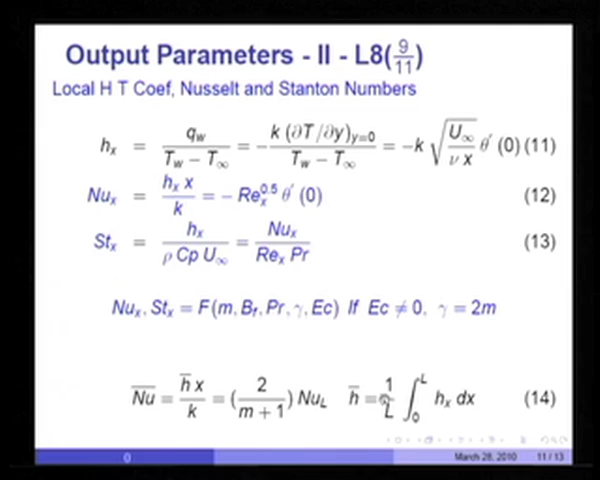 Output Parameters - II - L8(9/11)
Local H T Coef, Nusselt and Stanton Numbers
h_x = q_w / (T_w − T_∞) = − k (∂T/∂y)_{y=0} / (T_w − T_∞) = −k √(U_∞ / (ν x)) θ′ (0) (11)
Nu_x = h_x x / k = − Re_x^{0.5} θ′ (0) (12)
St_x = h_x / (ρ Cp U_∞) = Nu_x / (Re_x Pr) (13)
Nu_x, St_x = F(m, B_f, Pr, γ, Ec) If Ec ≠ 0, γ = 2m
N̅u̅ = h̅ x / k = (2 / (m + 1)) Nu_L h̅ = 1/L ∫_0^L h_x dx (14)
() March 28, 2010 11 / 13